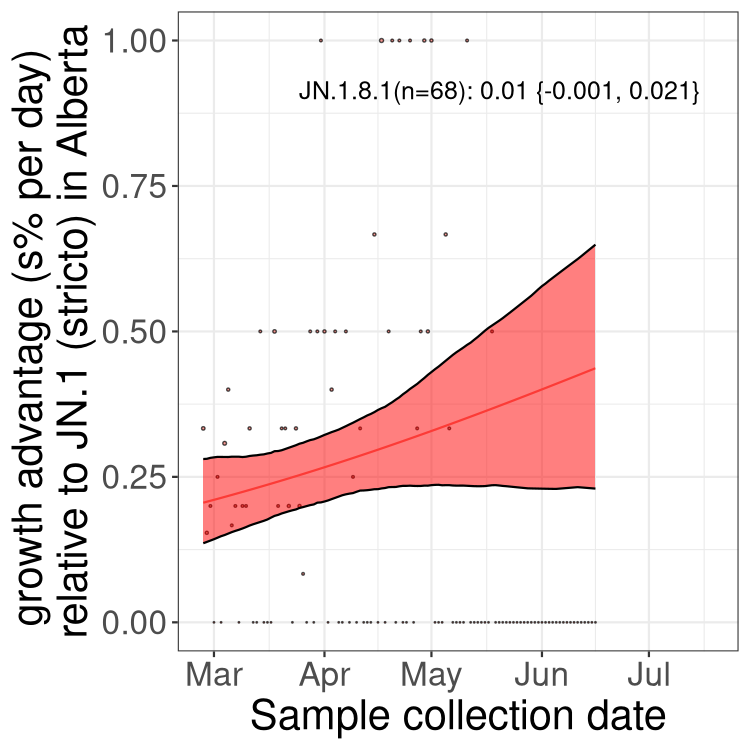 growth advantage (s% per day)
relative to JN.1 (stricto) in Alberta
1.00
0.75
0.50
0.25
0.00
JN.1.8.1(n=68): 0.01 {-0.001, 0.021}
Mar Apr May Jun Jul
Sample collection date